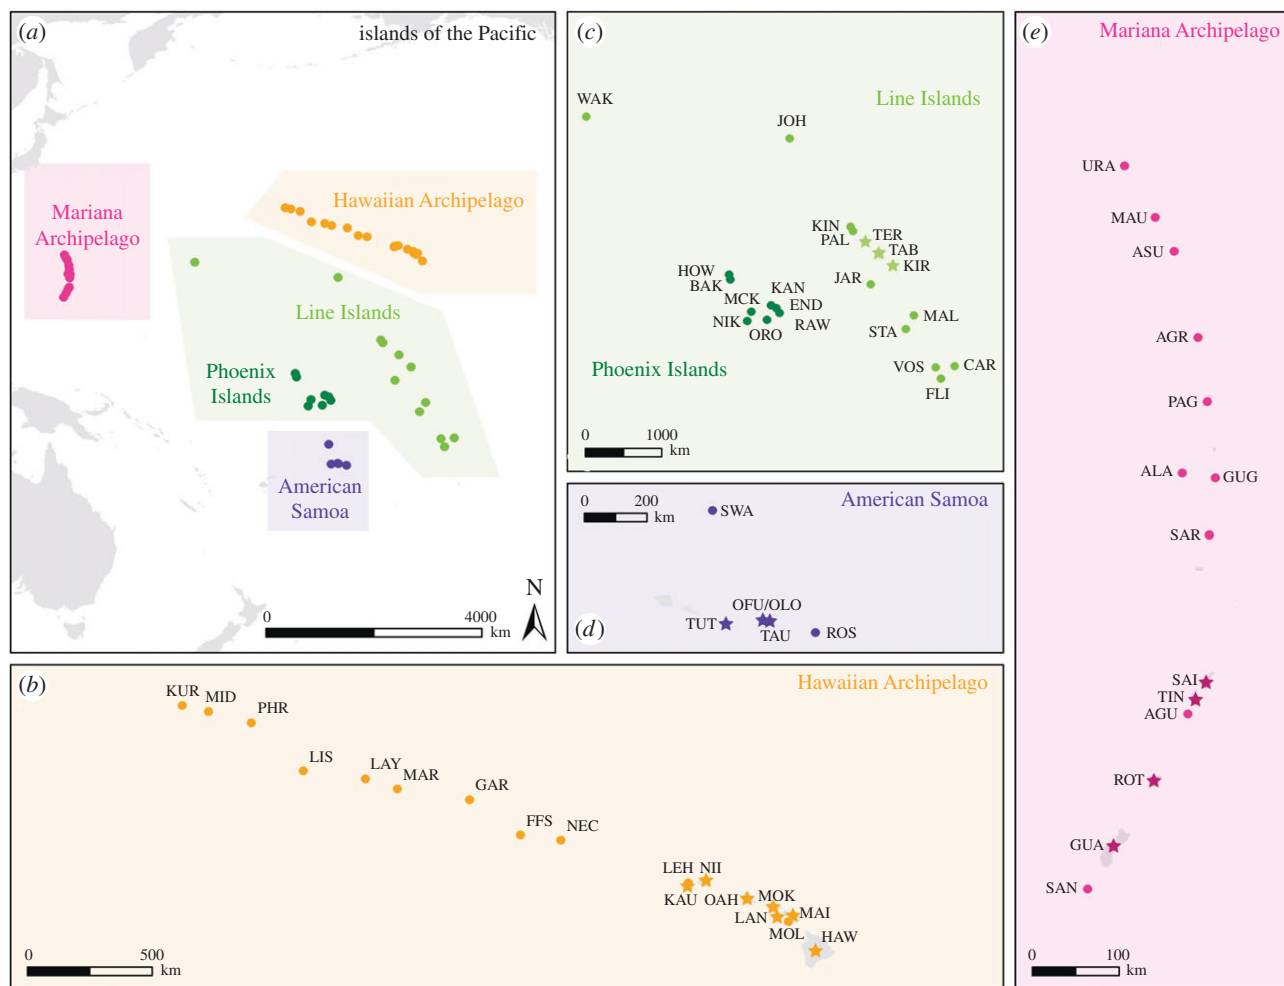 (a)
islands of the Pacific
Mariana
Archipelago
Hawaiian Archipelago
Line Islands
Phoenix
Islands
American
Samoa
N
0
4000
km
(c)
Line Islands
WAK
JOH
KIN
PAL
TER
TAB
KIR
HOW
BAK
JAR
KAN
MCK
END
NIK
ORO
RAW
MAL
STA
VOS
CAR
FLI
Phoenix Islands
0
1000
km
(d)
American Samoa
0
200
km
SWA
OFU/OLO
TUT
TAU
ROS
(b)
Hawaiian Archipelago
KUR
MID
PHR
LIS
LAY
MAR
GAR
FFS
NEC
LEH
NII
KAU
OAH
MOK
LAN
MAI
MOL
HAW
0
500
km
(e)
Mariana Archipelago
URA
MAU
ASU
AGR
PAG
ALA
GUG
SAR
SAI
TIN
AGU
ROT
GUA
SAN
0
100
km